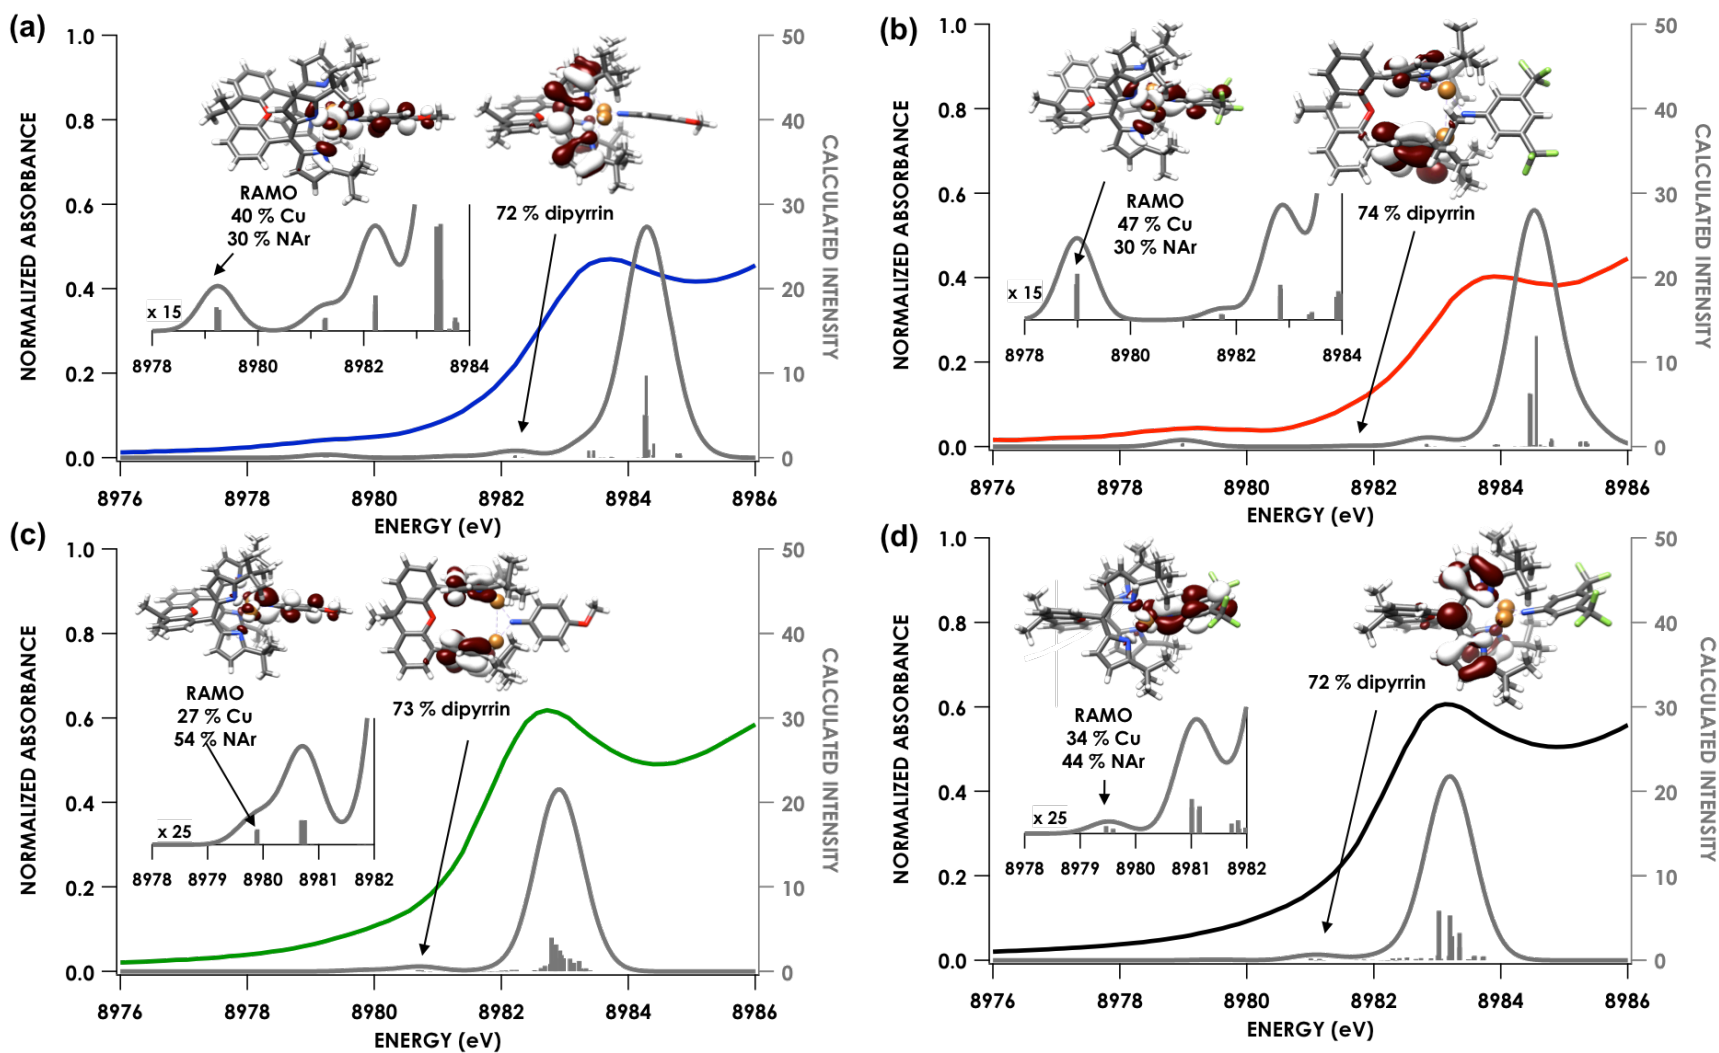 (a)
NORMALIZED ABSORBANCE
1.0
0.8
0.6
0.4
0.2
0.0
RAMO
40 % Cu
30 % NAr
72 % dipyrrin
x 15
8978 8980 8982 8984
50
40
30
20
10
0
CALCULATED INTENSITY
8976 8978 8980 8982 8984 8986
ENERGY (eV)
(b)
NORMALIZED ABSORBANCE
1.0
0.8
0.6
0.4
0.2
0.0
RAMO
47 % Cu
30 % NAr
74 % dipyrrin
x 15
8978 8980 8982 8984
50
40
30
20
10
0
CALCULATED INTENSITY
8976 8978 8980 8982 8984 8986
ENERGY (eV)
(c)
NORMALIZED ABSORBANCE
1.0
0.8
0.6
0.4
0.2
0.0
RAMO
27 % Cu
54 % NAr
73 % dipyrrin
x 25
8978 8979 8980 8981 8982
50
40
30
20
10
0
CALCULATED INTENSITY
8976 8978 8980 8982 8984 8986
ENERGY (eV)
(d)
NORMALIZED ABSORBANCE
1.0
0.8
0.6
0.4
0.2
0.0
RAMO
34 % Cu
44 % NAr
72 % dipyrrin
x 25
8978 8979 8980 8981 8982
50
40
30
20
10
0
CALCULATED INTENSITY
8976 8978 8980 8982 8984 8986
ENERGY (eV)